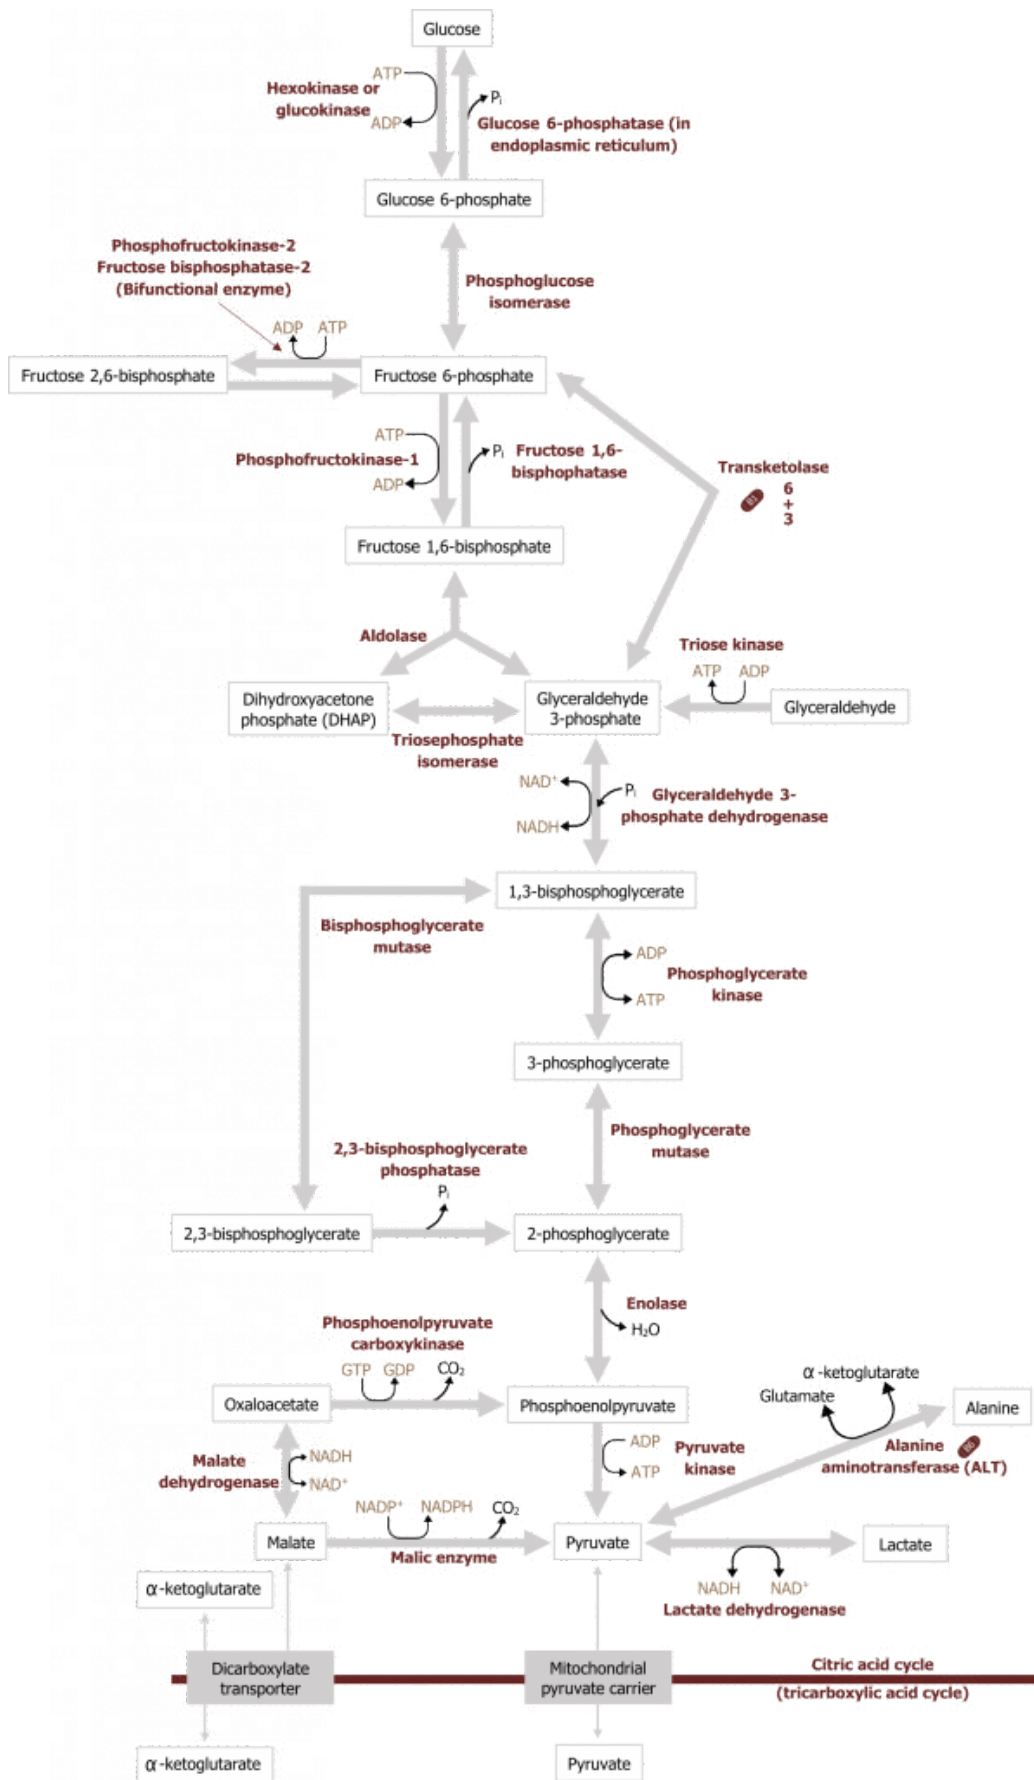 Glucose
ATP
Hexokinase or
glucokinase
ADP
Pi
Glucose 6-phosphatase (in
endoplasmic reticulum)
Glucose 6-phosphate
Phosphofructokinase-2
Fructose bisphosphatase-2
(Bifunctional enzyme)
Phosphoglucose
isomerase
ADP ATP
Fructose 2,6-bisphosphate
Fructose 6-phosphate
ATP
Phosphofructokinase-1
ADP
Pi
Fructose 1,6-
bisphophatase
Transketolase
B1
6
+
3
Fructose 1,6-bisphosphate
Aldolase
Triose kinase
ATP ADP
Dihydroxyacetone
phosphate (DHAP)
Glyceraldehyde
3-phosphate
Glyceraldehyde
Triosephosphate
isomerase
NAD⁺
NADH
Pi
Glyceraldehyde 3-
phosphate dehydrogenase
1,3-bisphosphoglycerate
Bisphosphoglycerate
mutase
ADP
ATP
Phosphoglycerate
kinase
3-phosphoglycerate
Phosphoglycerate
mutase
2,3-bisphosphoglycerate
phosphatase
Pi
2,3-bisphosphoglycerate
2-phosphoglycerate
Enolase
H₂O
Phosphoenolpyruvate
carboxykinase
GTP GDP CO₂
Oxaloacetate
Phosphoenolpyruvate
α-ketoglutarate
Glutamate
Alanine
Malate
dehydrogenase
NADH
NAD⁺
ADP
ATP
Pyruvate
kinase
Alanine B6
aminotransferase (ALT)
NADP⁺ NADPH CO₂
Malate
Malic enzyme
Pyruvate
Lactate
NADH NAD⁺
Lactate dehydrogenase
α-ketoglutarate
Dicarboxylate
transporter
Mitochondrial
pyruvate carrier
Citric acid cycle
(tricarboxylic acid cycle)
α-ketoglutarate
Pyruvate